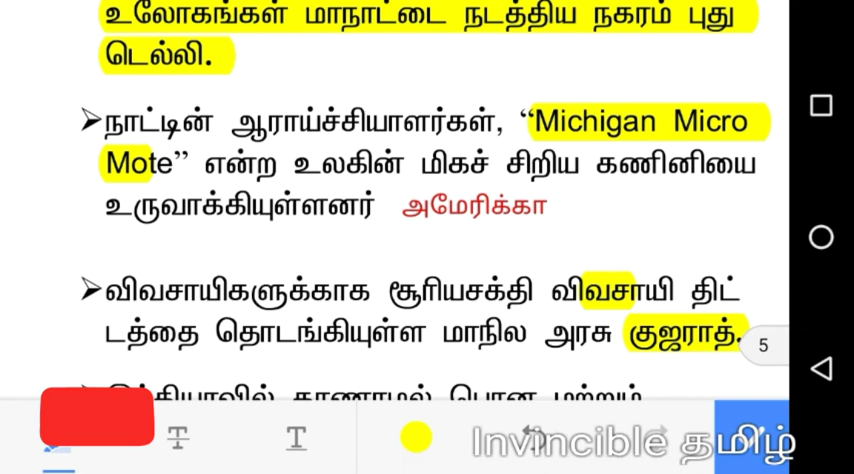 உலோகங்கள் மாநாட்டை நடத்திய நகரம் புது
டெல்லி.
➤நாட்டின் ஆராய்ச்சியாளர்கள், “Michigan Micro
Mote” என்ற உலகின் மிகச் சிறிய கணினியை
உருவாக்கியுள்ளனர் அமேரிக்கா
➤விவசாயிகளுக்காக சூரியசக்தி விவசாயி திட்
டத்தை தொடங்கியுள்ள மாநில அரசு குஜராத்.
5
T T
Invincible தமிழ்